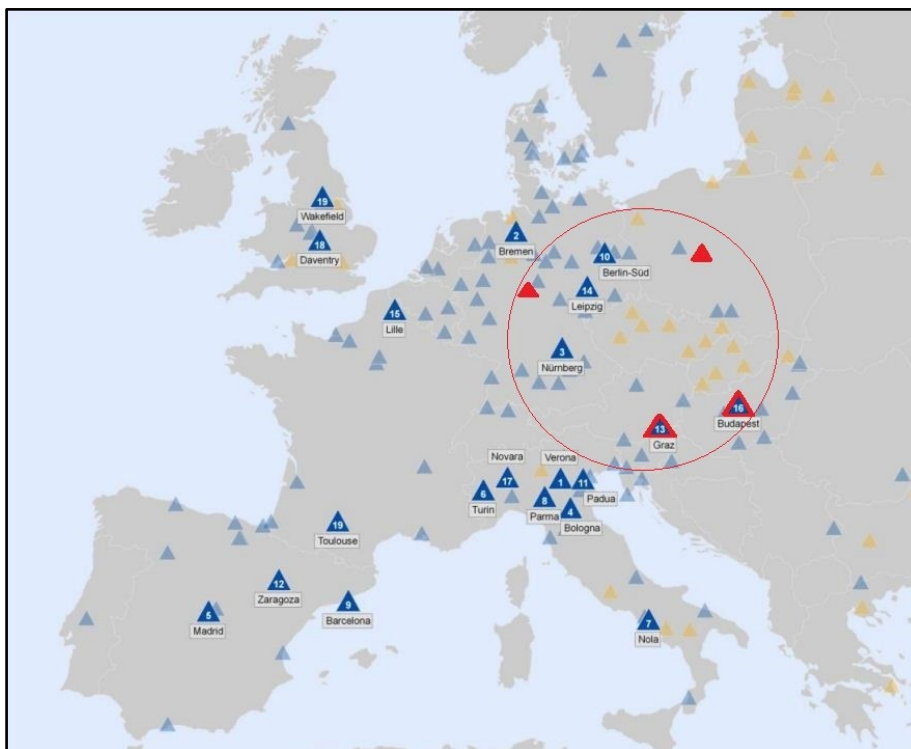 19
Wakefield
18
Daventry
2
Bremen
10
Berlin-Süd
14
Leipzig
15
Lille
3
Nürnberg
16
Budapest
13
Graz
Novara
17
Verona
1
11
Padua
6
Turin
8
Parma
4
Bologna
19
Toulouse
12
Zaragoza
9
Barcelona
5
Madrid
7
Nola